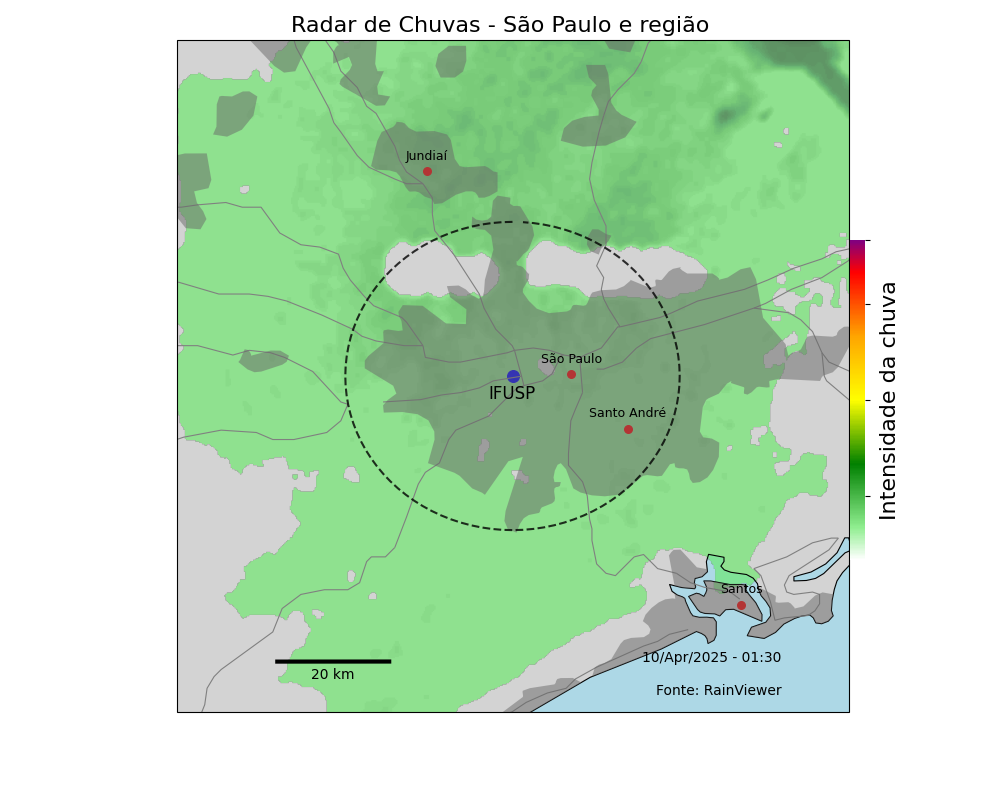 Radar de Chuvas - São Paulo e região
Jundiaí
São Paulo
IFUSP
Santo André
Intensidade da chuva
Santos
10/Apr/2025 - 01:30
20 km
Fonte: RainViewer